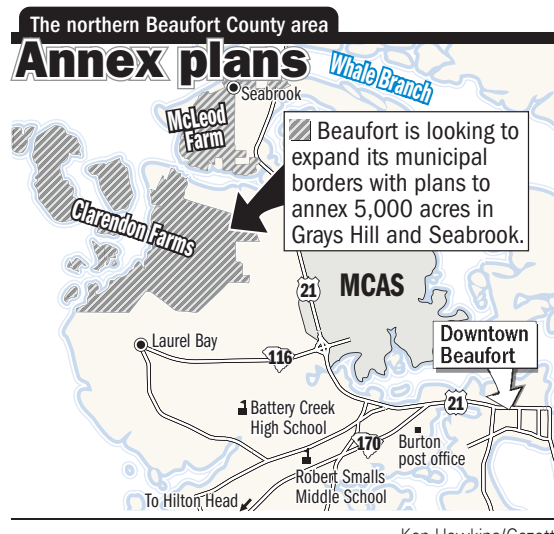 The northern Beaufort County area
Annex plans
Whale Branch
Seabrook
McLeod
Farm
Beaufort is looking to
expand its municipal
borders with plans to
annex 5,000 acres in
Grays Hill and Seabrook.
Clarendon Farms
21
MCAS
Laurel Bay
116
Downtown
Beaufort
21
Battery Creek
High School
170
Burton
post office
Robert Smalls
Middle School
To Hilton Head